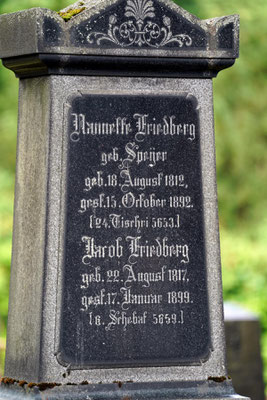 Nannette Friedberg
geb. Speyer
geb. 18. August 1812,
gest. 15. October 1892.
[24. Tischri 5653.]
Jacob Friedberg
geb. 22. August 1817,
gest. 17. Januar 1899.
[6. Schebat 5659.]